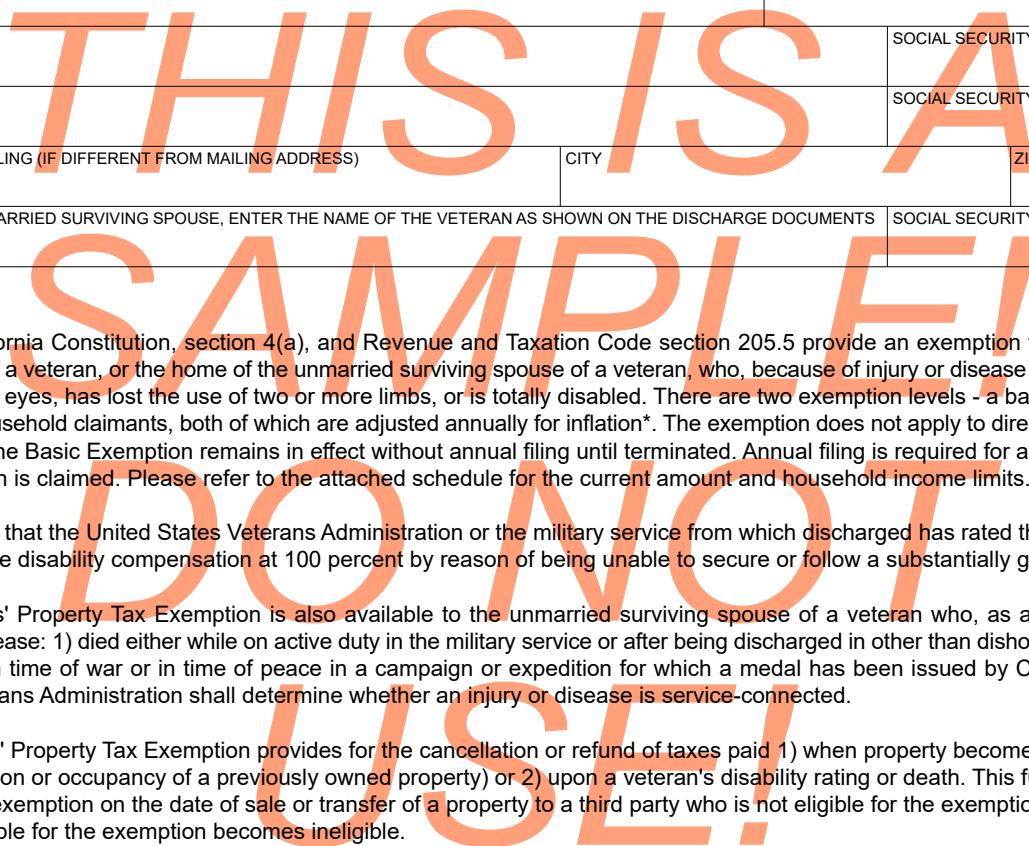 SOCIAL SECURITY
SOCIAL SECURITY
LING (IF DIFFERENT FROM MAILING ADDRESS) CITY ZI
ARRIED SURVIVING SPOUSE, ENTER THE NAME OF THE VETERAN AS SHOWN ON THE DISCHARGE DOCUMENTS SOCIAL SECURITY
THIS IS A
SAMPLE!
DO NOT
USE!
ornia Constitution, section 4(a), and Revenue and Taxation Code section 205.5 provide an exemption
a veteran, or the home of the unmarried surviving spouse of a veteran, who, because of injury or disease
eyes, has lost the use of two or more limbs, or is totally disabled. There are two exemption levels - a ba
usehold claimants, both of which are adjusted annually for inflation*. The exemption does not apply to dire
he Basic Exemption remains in effect without annual filing until terminated. Annual filing is required for a
n is claimed. Please refer to the attached schedule for the current amount and household income limits.
that the United States Veterans Administration or the military service from which discharged has rated th
e disability compensation at 100 percent by reason of being unable to secure or follow a substantially g
s' Property Tax Exemption is also available to the unmarried surviving spouse of a veteran who, as a
ease: 1) died either while on active duty in the military service or after being discharged in other than disho
n time of war or in time of peace in a campaign or expedition for which a medal has been issued by C
ans Administration shall determine whether an injury or disease is service-connected.
' Property Tax Exemption provides for the cancellation or refund of taxes paid 1) when property become
on or occupancy of a previously owned property) or 2) upon a veteran's disability rating or death. This f
exemption on the date of sale or transfer of a property to a third party who is not eligible for the exemptio
ble for the exemption becomes ineligible.